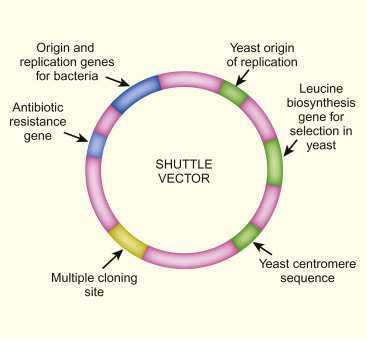 Origin and
replication genes
for bacteria
Yeast origin
of replication
Leucine
biosynthesis
gene for
selection in
yeast
Antibiotic
resistance
gene
SHUTTLE
VECTOR
Yeast centromere
sequence
Multiple cloning
site